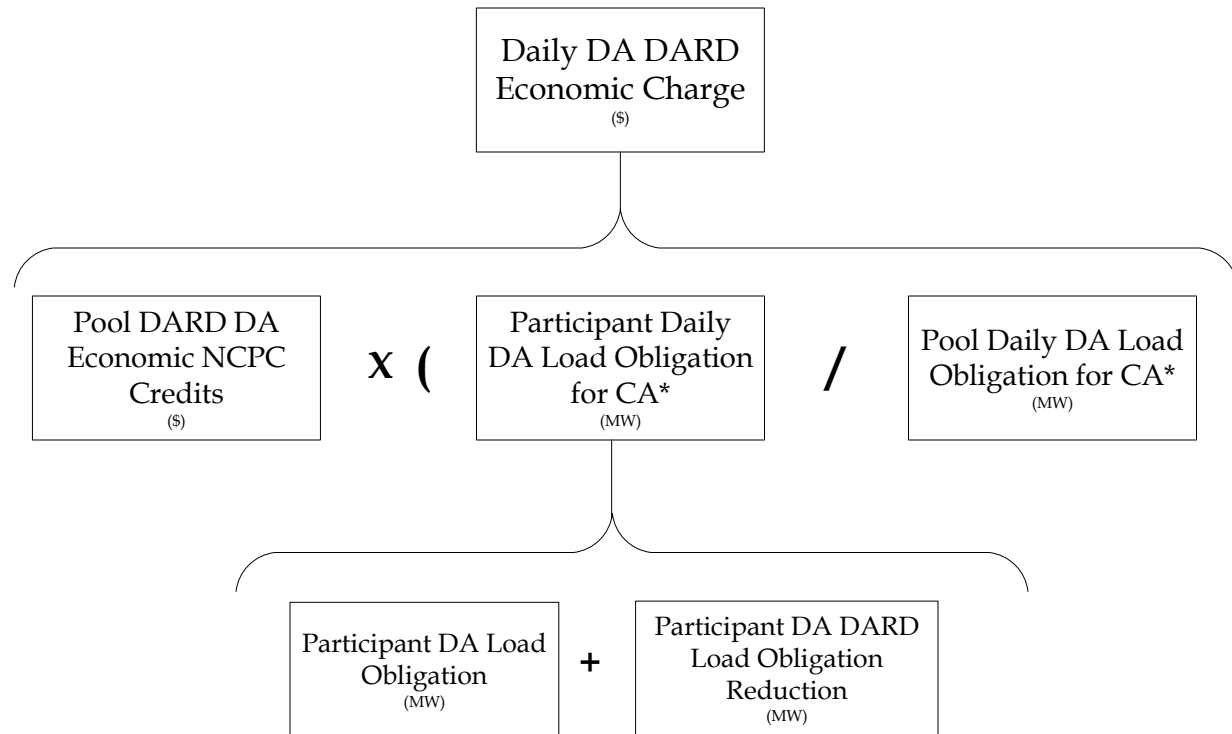 Daily DA DARD
Economic Charge
($)
Pool DARD DA
Economic NCPC
Credits
($)
x (
Participant Daily
DA Load Obligation
for CA*
(MW)
/
Pool Daily DA Load
Obligation for CA*
(MW)
Participant DA Load
Obligation
(MW)
+
Participant DA DARD
Load Obligation
Reduction
(MW)